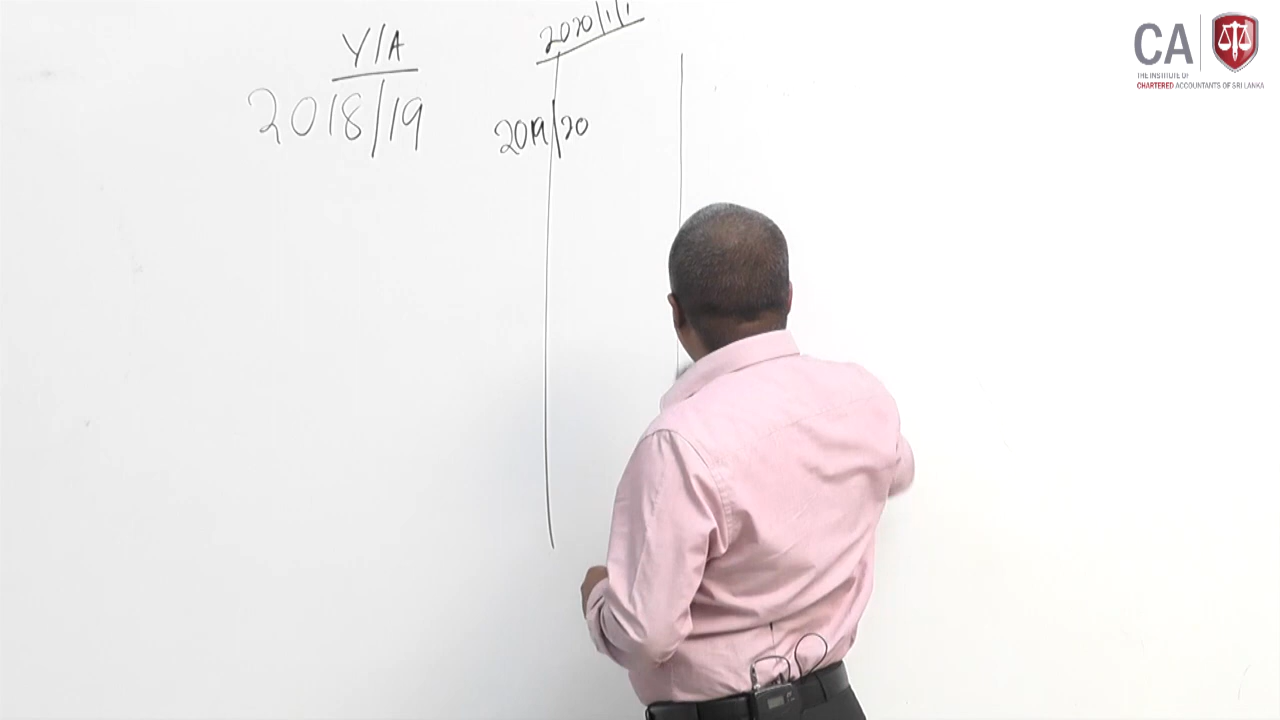 2020/1/1
Y/A
2018/19
2019/20
CA
THE INSTITUTE OF
CHARTERED ACCOUNTANTS OF SRI LANKA